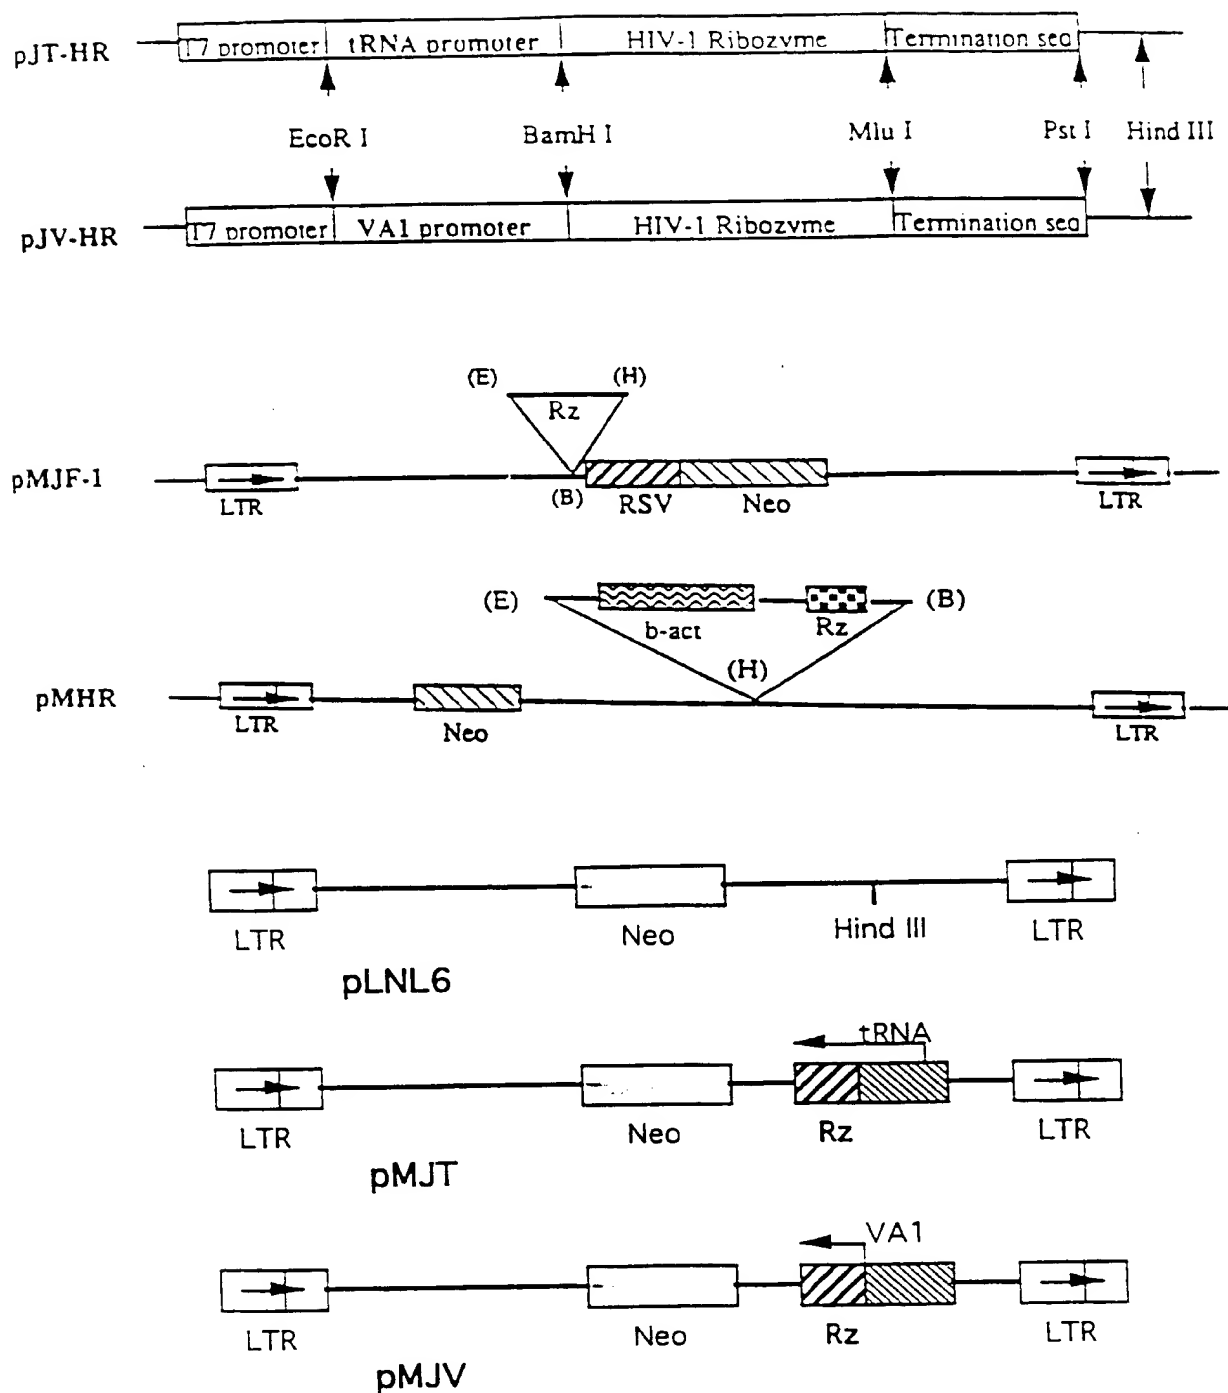 pJT-HR
T7 promoter tRNA promoter HIV-1 Ribozyme Termination seq
EcoR I BamH I Mlu I Pst I Hind III
pJV-HR
T7 promoter VA1 promoter HIV-1 Ribozyme Termination seq
(E) (H)
Rz
pMJF-1
LTR (B) RSV Neo LTR
(E) (B)
b-act Rz
(H)
pMHR
LTR Neo LTR
LTR Neo Hind III LTR
pLNL6
tRNA
LTR Neo Rz LTR
pMJT
VA1
LTR Neo Rz LTR
pMJV